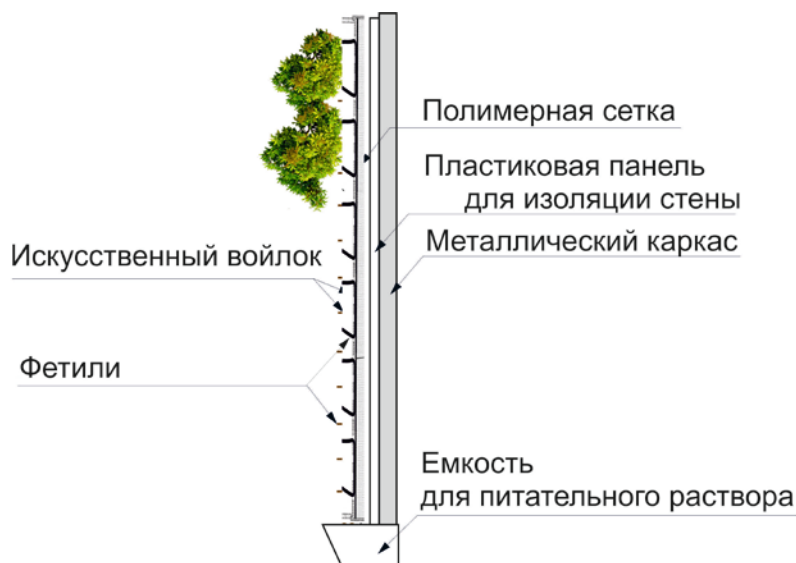 Полимерная сетка
Пластиковая панель
для изоляции стены
Металлический каркас
Искусственный войлок
Фетили
Емкость
для питательного раствора